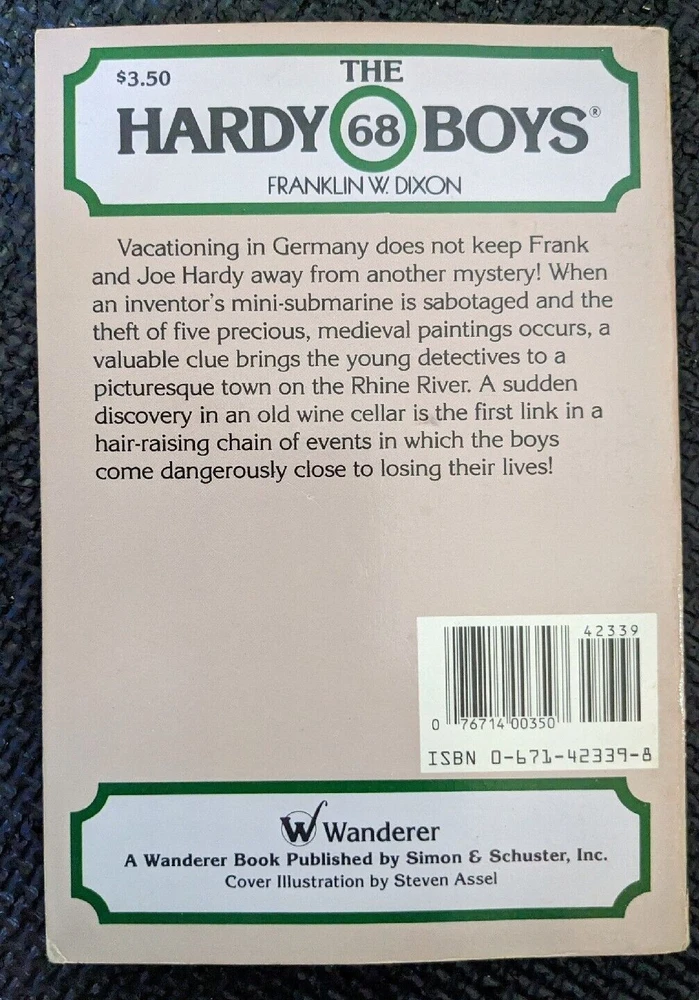 $3.50
THE
HARDY 68 BOYS®
FRANKLIN W. DIXON
Vacationing in Germany does not keep Frank
and Joe Hardy away from another mystery! When
an inventor's mini-submarine is sabotaged and the
theft of five precious, medieval paintings occurs, a
valuable clue brings the young detectives to a
picturesque town on the Rhine River. A sudden
discovery in an old wine cellar is the first link in a
hair-raising chain of events in which the boys
come dangerously close to losing their lives!
42339
0 76714 00350
ISBN 0-671-42339-8
W Wanderer
A Wanderer Book Published by Simon & Schuster, Inc.
Cover Illustration by Steven Assel